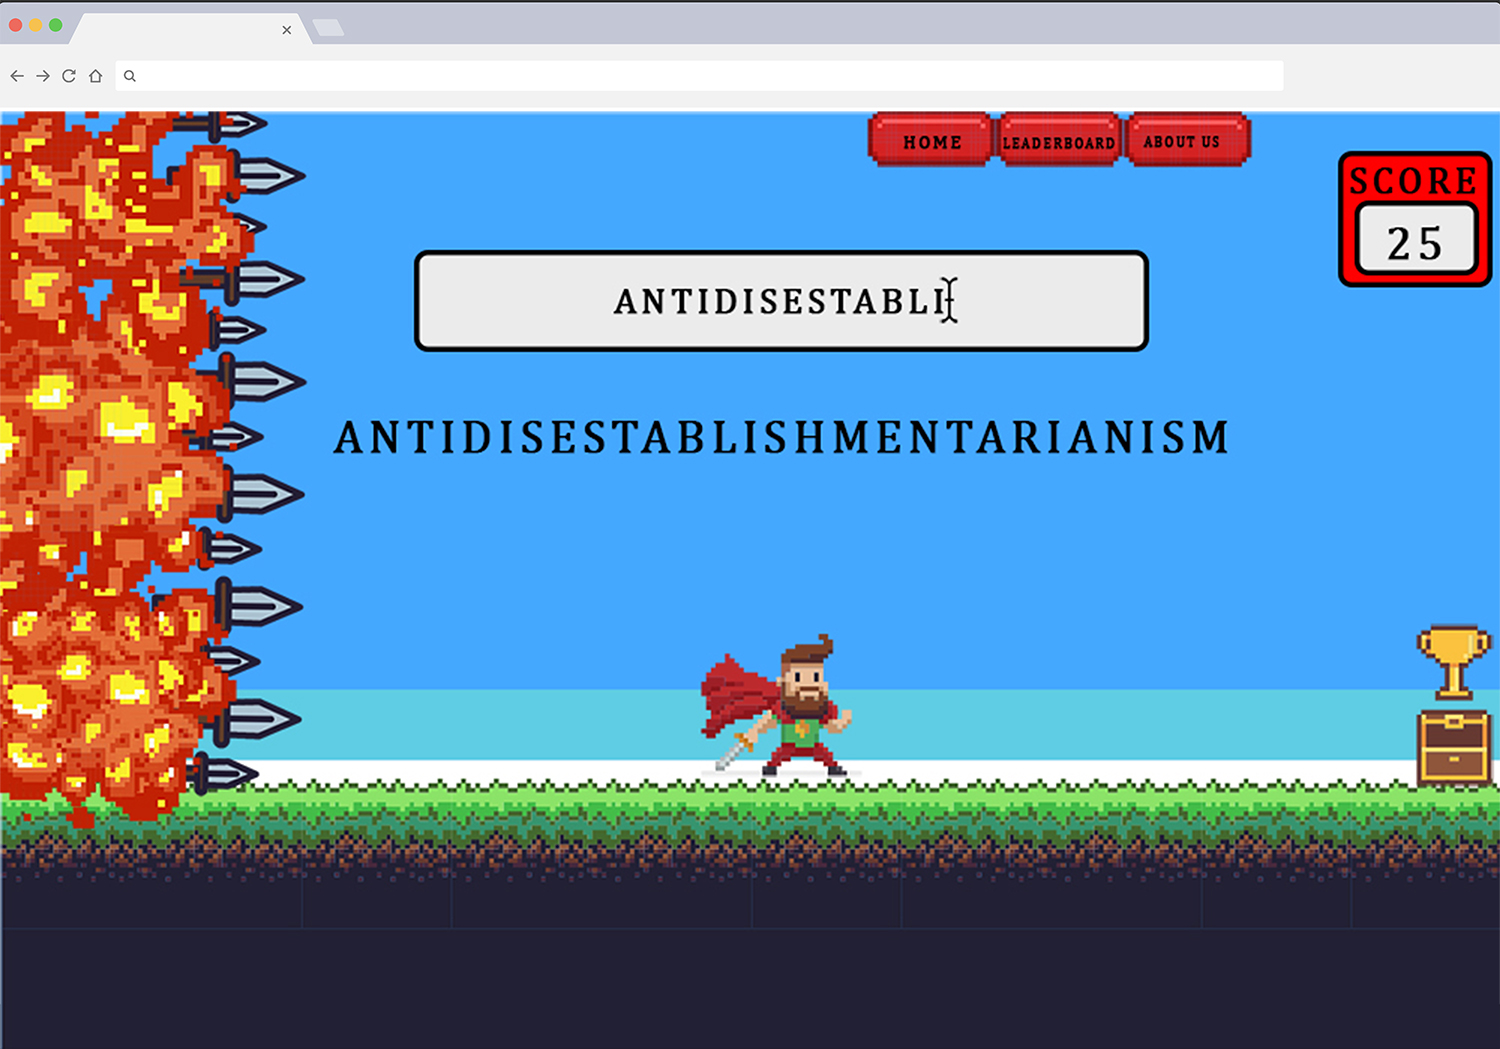 HOME LEADERBOARD ABOUT US
SCORE
25
ANTIDISESTABLI
ANTIDISESTABLISHMENTARIANISM